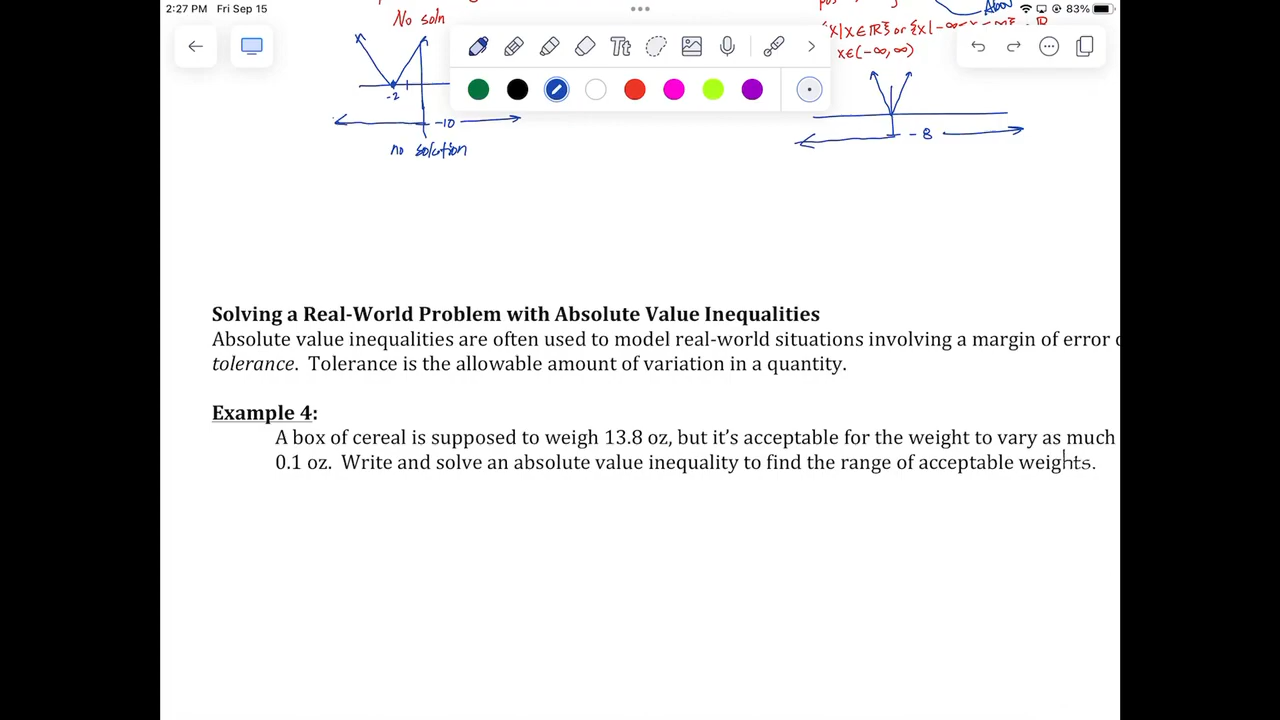 2:27 PM Fri Sep 15
83%
No soln
Abov
{x|x∈ℝ} or {x|-∞
x∈(-∞,∞)
Tt
-2
-10
no solution
-8
Solving a Real-World Problem with Absolute Value Inequalities
Absolute value inequalities are often used to model real-world situations involving a margin of error
tolerance. Tolerance is the allowable amount of variation in a quantity.
Example 4:
A box of cereal is supposed to weigh 13.8 oz, but it's acceptable for the weight to vary as much
0.1 oz. Write and solve an absolute value inequality to find the range of acceptable weights.